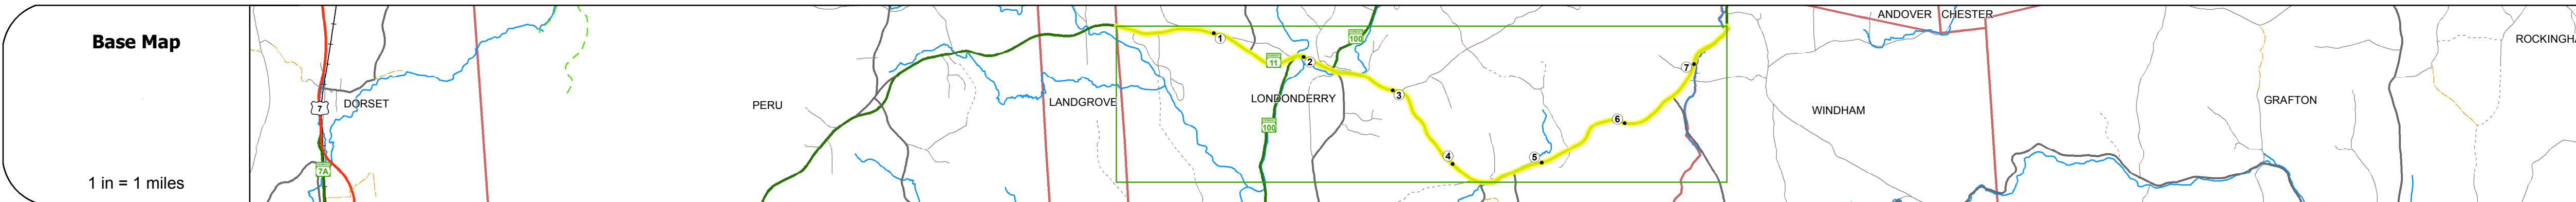 Base Map
1 in = 1 miles
7
DORSET
7A
PERU
LANDGROVE
LONDONDERRY
11
100
100
1
2
3
4
5
6
7
WINDHAM
ANDOVER
CHESTER
GRAFTON